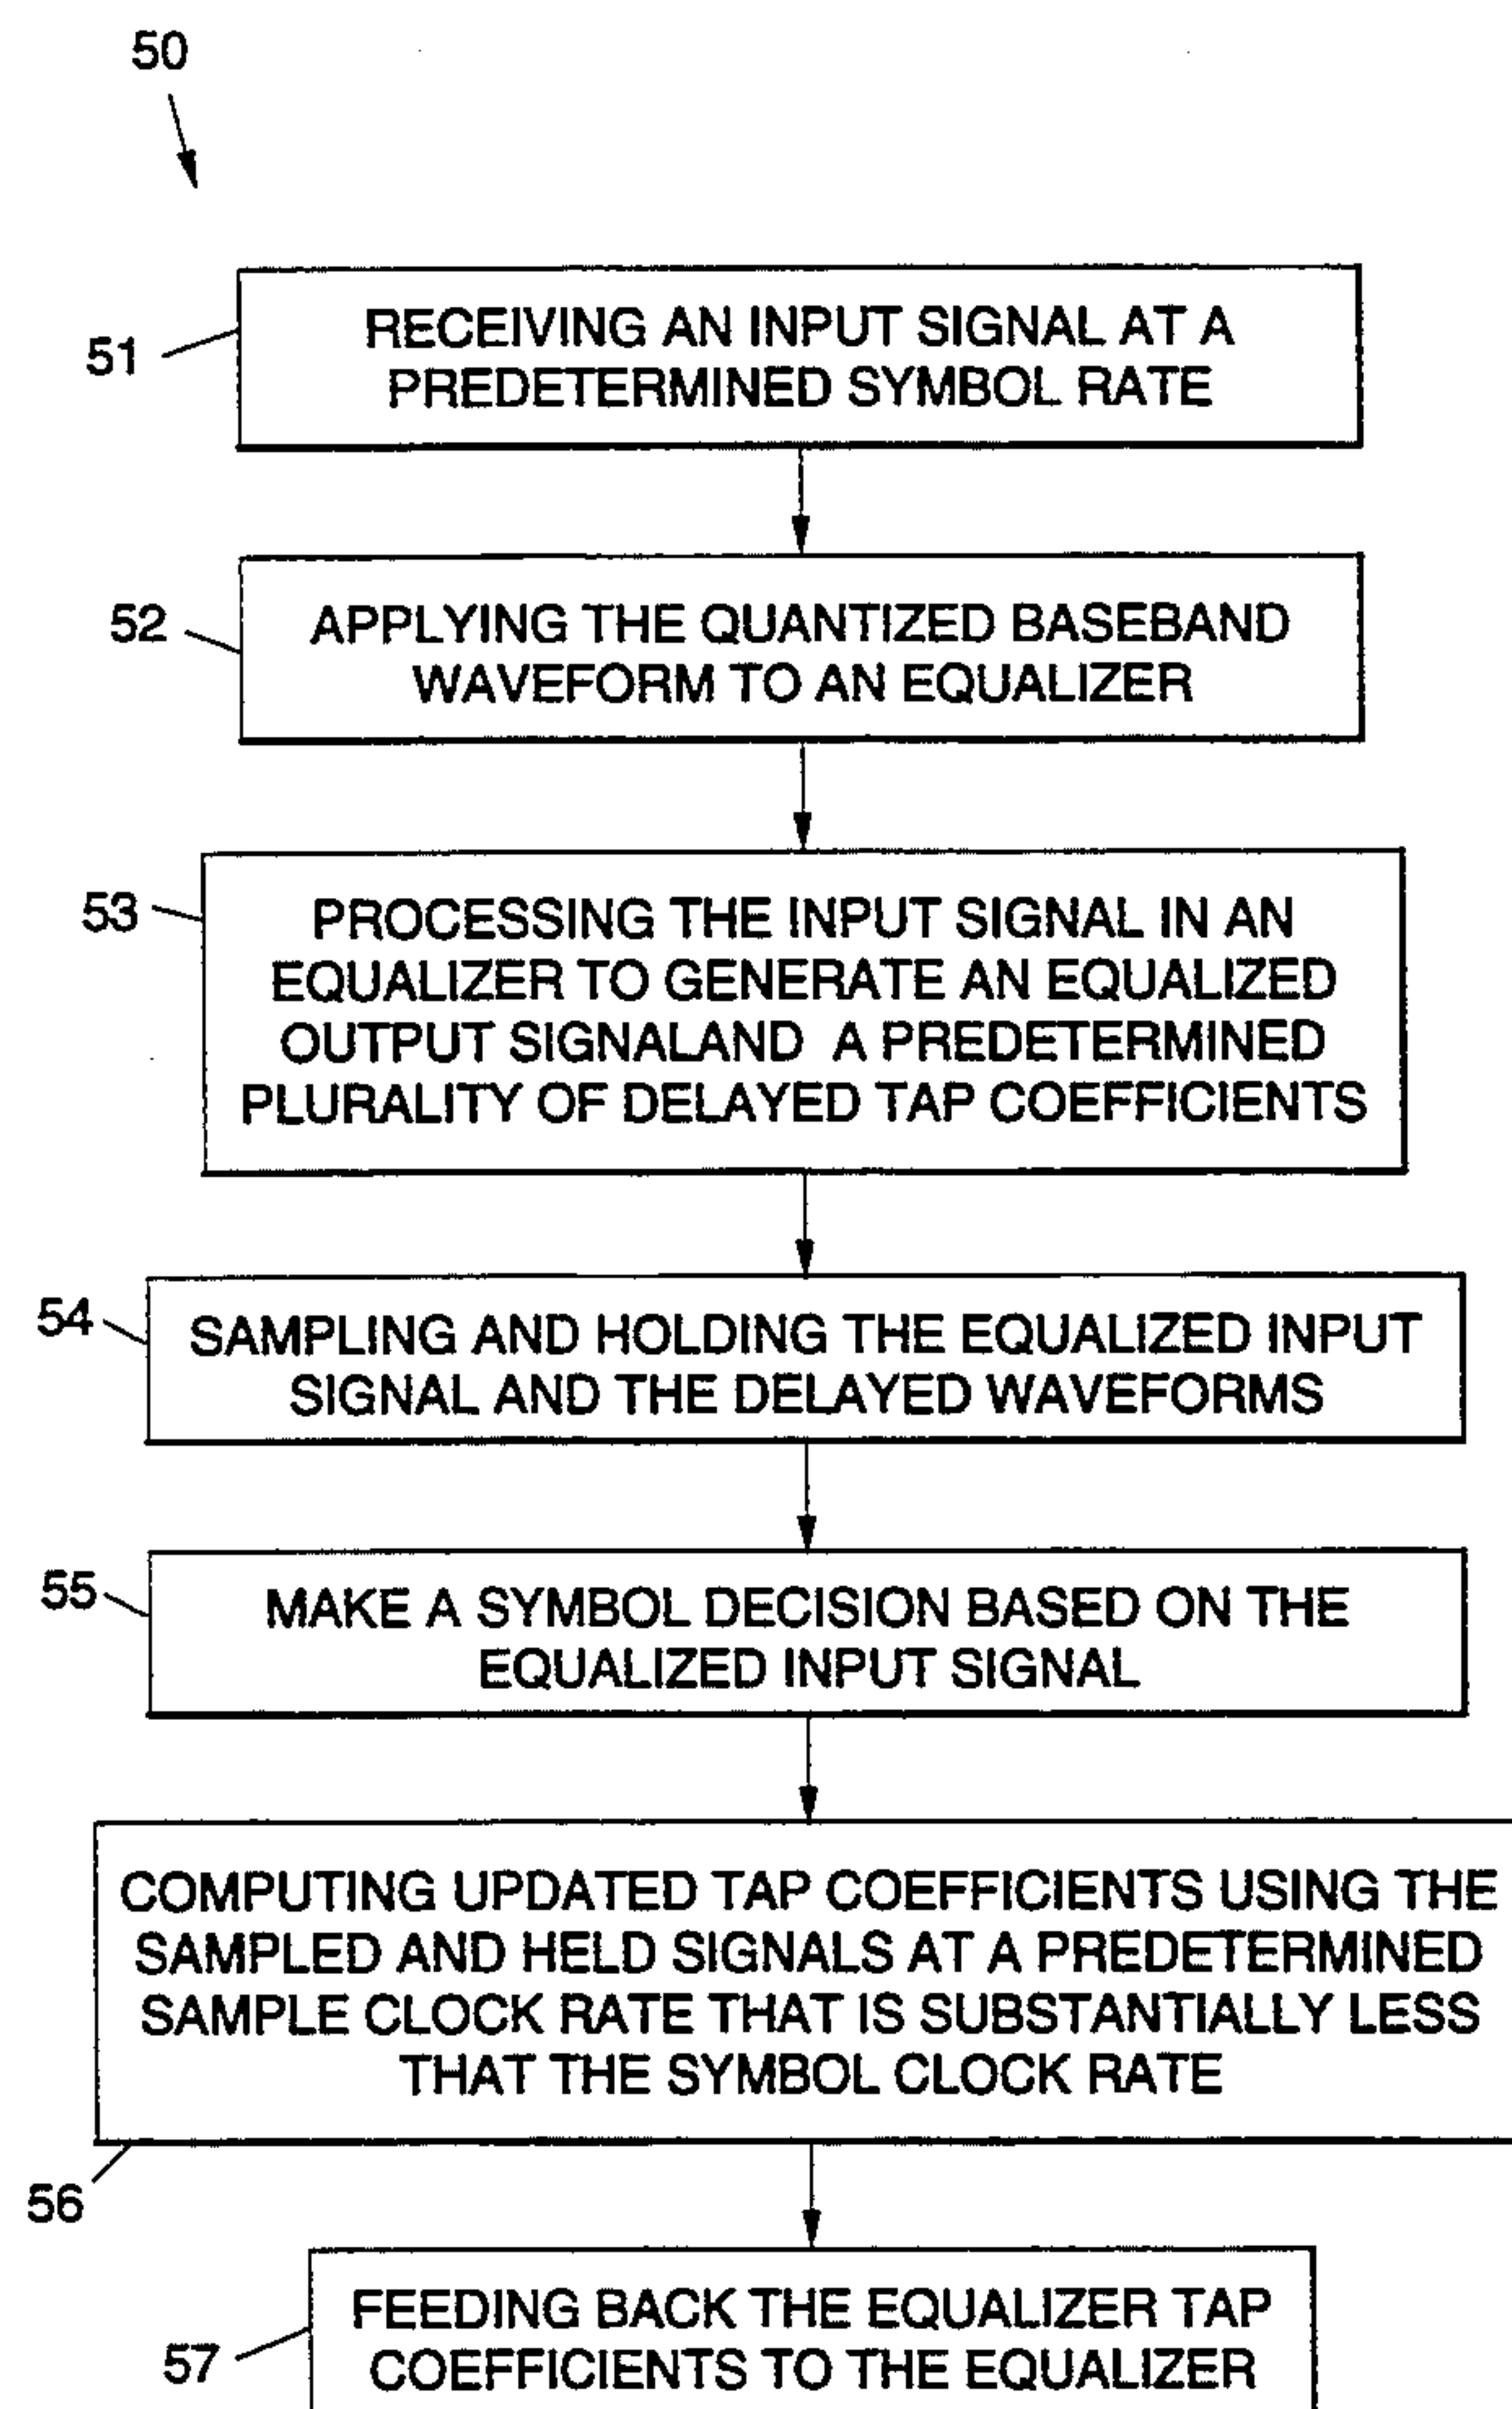 50
51
RECEIVING AN INPUT SIGNAL AT A
PREDETERMINED SYMBOL RATE
52
APPLYING THE QUANTIZED BASEBAND
WAVEFORM TO AN EQUALIZER
53
PROCESSING THE INPUT SIGNAL IN AN
EQUALIZER TO GENERATE AN EQUALIZED
OUTPUT SIGNALAND A PREDETERMINED
PLURALITY OF DELAYED TAP COEFFICIENTS
54
SAMPLING AND HOLDING THE EQUALIZED INPUT
SIGNAL AND THE DELAYED WAVEFORMS
55
MAKE A SYMBOL DECISION BASED ON THE
EQUALIZED INPUT SIGNAL
COMPUTING UPDATED TAP COEFFICIENTS USING THE
SAMPLED AND HELD SIGNALS AT A PREDETERMINED
SAMPLE CLOCK RATE THAT IS SUBSTANTIALLY LESS
THAT THE SYMBOL CLOCK RATE
56
FEEDING BACK THE EQUALIZER TAP
COEFFICIENTS TO THE EQUALIZER
57